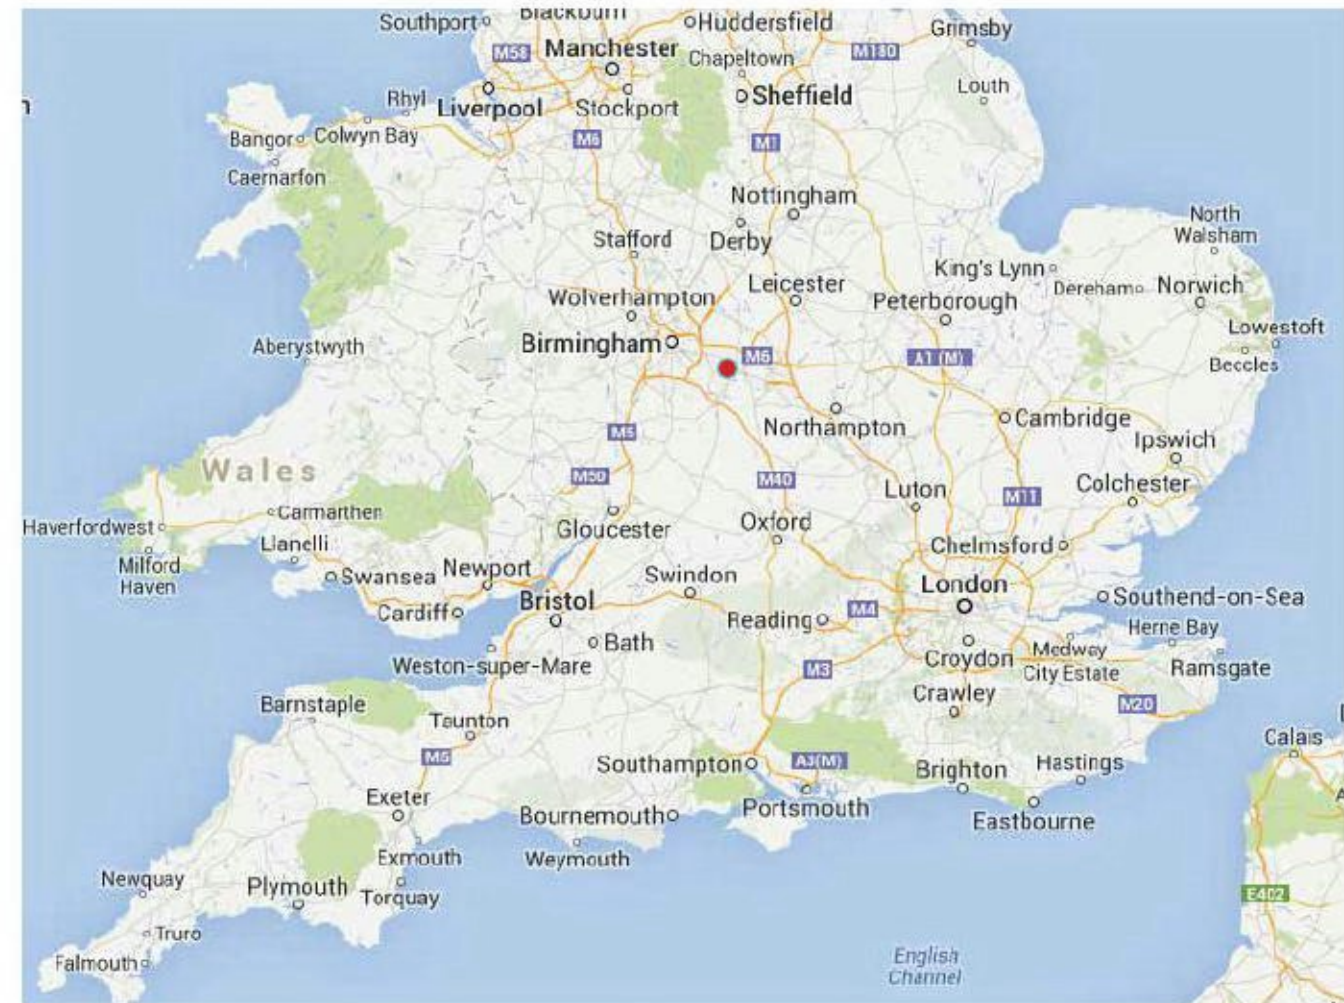 Blackburn
Southport
Huddersfield
Grimsby
Manchester
M58
M180
Chapeltown
Louth
Sheffield
Rhyl
Liverpool
Stockport
Bangor
Colwyn Bay
M6
M1
Caernarfon
Nottingham
North
Walsham
Stafford
Derby
King's Lynn
Leicester
Dereham
Norwich
Wolverhampton
Peterborough
Lowestoft
Birmingham
Aberystwyth
M6
A1 (M)
Beccles
Northampton
Cambridge
M5
Ipswich
Wales
M50
M40
Luton
M11
Colchester
Carmarthen
Haverfordwest
Gloucester
Oxford
Llanelli
Chelmsford
Milford
Haven
Swansea
Newport
Swindon
London
Bristol
Southend-on-Sea
Cardiff
M4
Reading
Herne Bay
Bath
Medway
City Estate
Croydon
Weston-super-Mare
M3
Ramsgate
Crawley
Barnstaple
M20
Taunton
Calais
M5
Southampton
A3(M)
Brighton
Hastings
Exeter
Bournemouth
Portsmouth
Eastbourne
Exmouth
Weymouth
Newquay
Plymouth
Torquay
E402
Truro
Falmouth
English
Channel